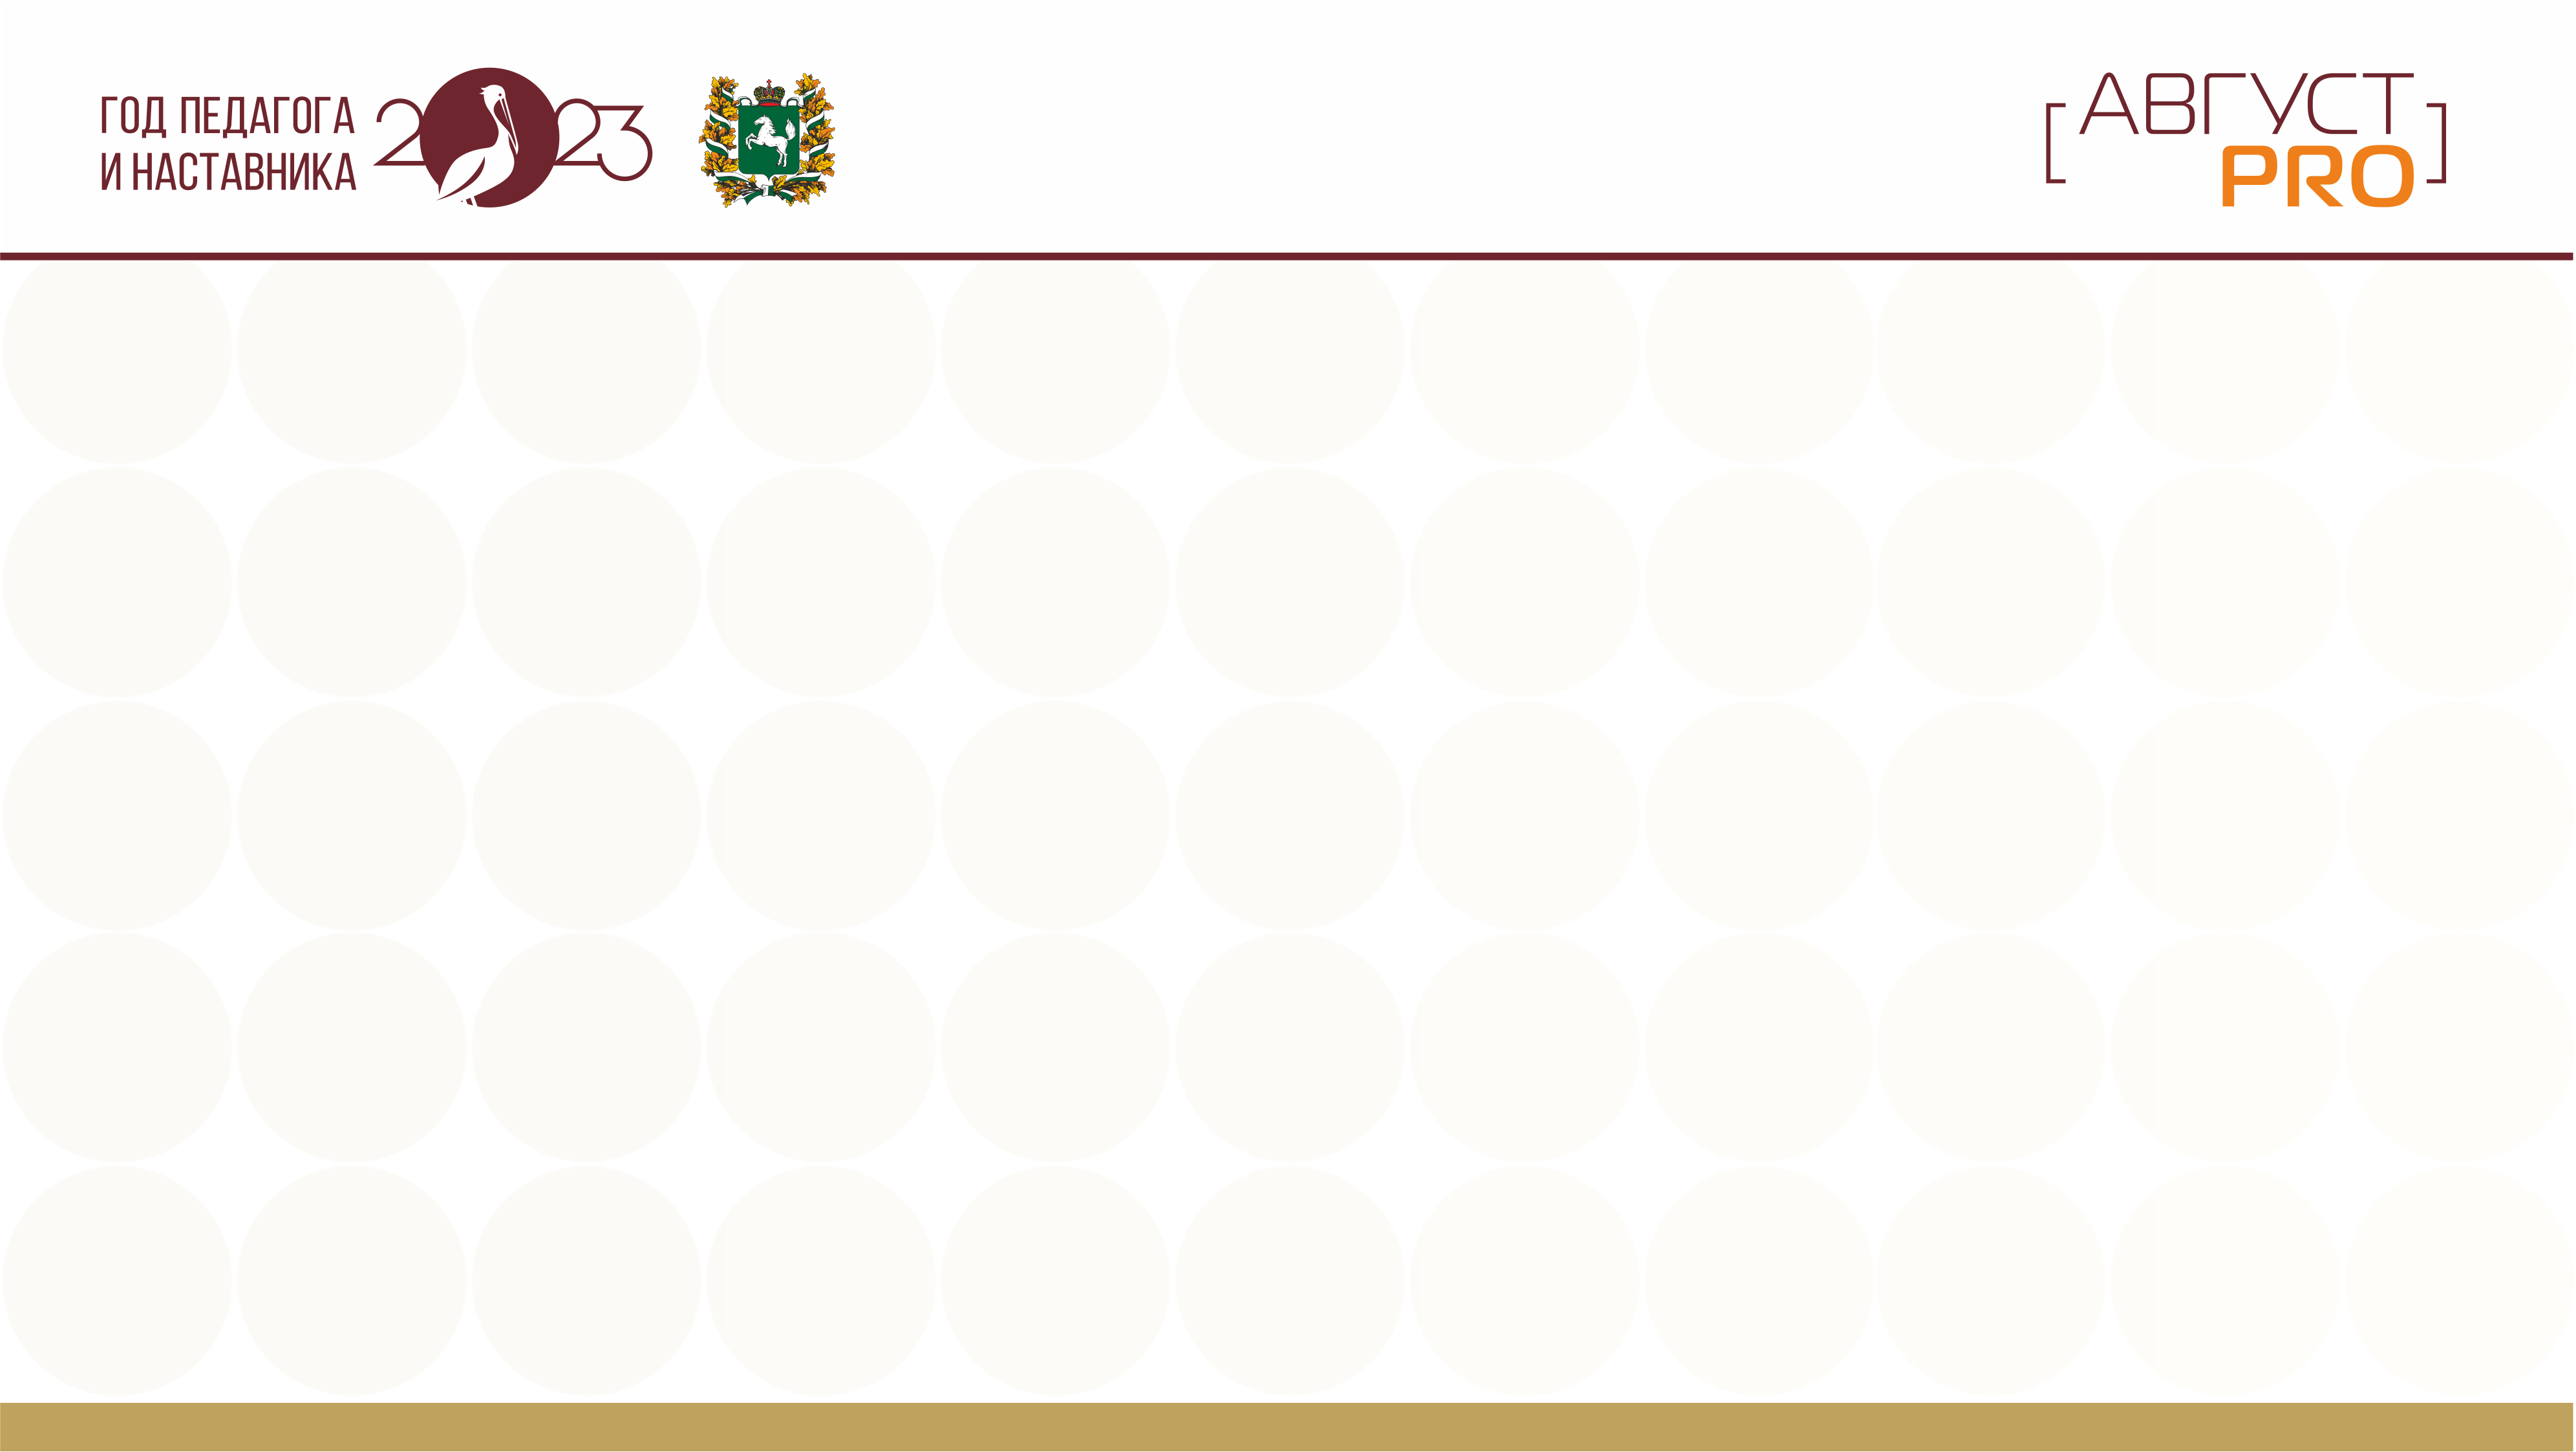 ГОД ПЕДАГОГА
И НАСТАВНИКА
2023
[АВГУСТ
PRO]